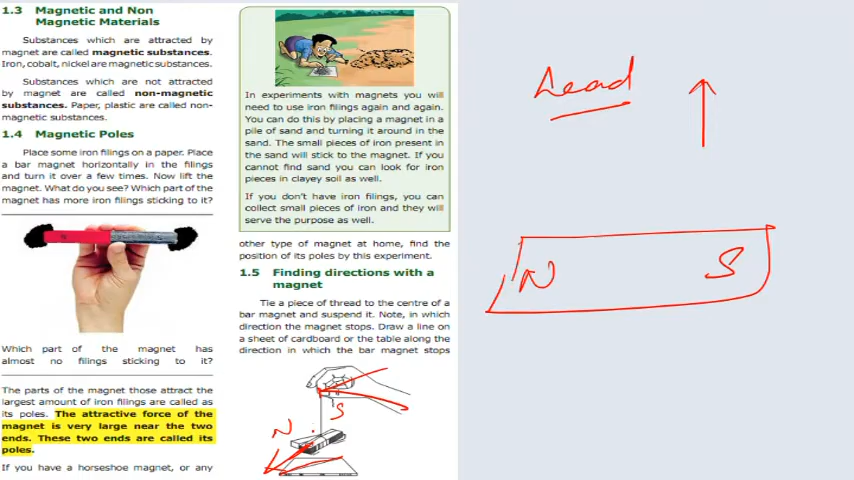 1.3 Magnetic and Non
Magnetic Materials
Substances which are attracted by
magnet are called magnetic substances.
Iron, cobalt, nickel are magnetic substances.
Substances which are not attracted
by magnet are called non-magnetic
substances. Paper, plastic are called non-
magnetic substances.
1.4 Magnetic Poles
Place some iron filings on a paper. Place
a bar magnet horizontally in the filings
and turn it over a few times. Now lift the
magnet. What do you see? Which part of the
magnet has more iron filings sticking to it?
Which part of the magnet has
almost no filings sticking to it?
The parts of the magnet those attract the
largest amount of iron filings are called as
its poles. The attractive force of the
magnet is very large near the two
ends. These two ends are called its
poles.
If you have a horseshoe magnet, or any
In experiments with magnets you will
need to use iron filings again and again.
You can do this by placing a magnet in a
pile of sand and turning it around in the
sand. The small pieces of iron present in
the sand will stick to the magnet. If you
cannot find sand you can look for iron
pieces in clayey soil as well.
If you don't have iron filings, you can
collect small pieces of iron and they will
serve the purpose as well.
other type of magnet at home, find the
position of its poles by this experiment.
1.5 Finding directions with a
magnet
Tie a piece of thread to the centre of a
bar magnet and suspend it. Note, in which
direction the magnet stops. Draw a line on
a sheet of cardboard or the table along the
direction in which the bar magnet stops
S
N
Lead
N S